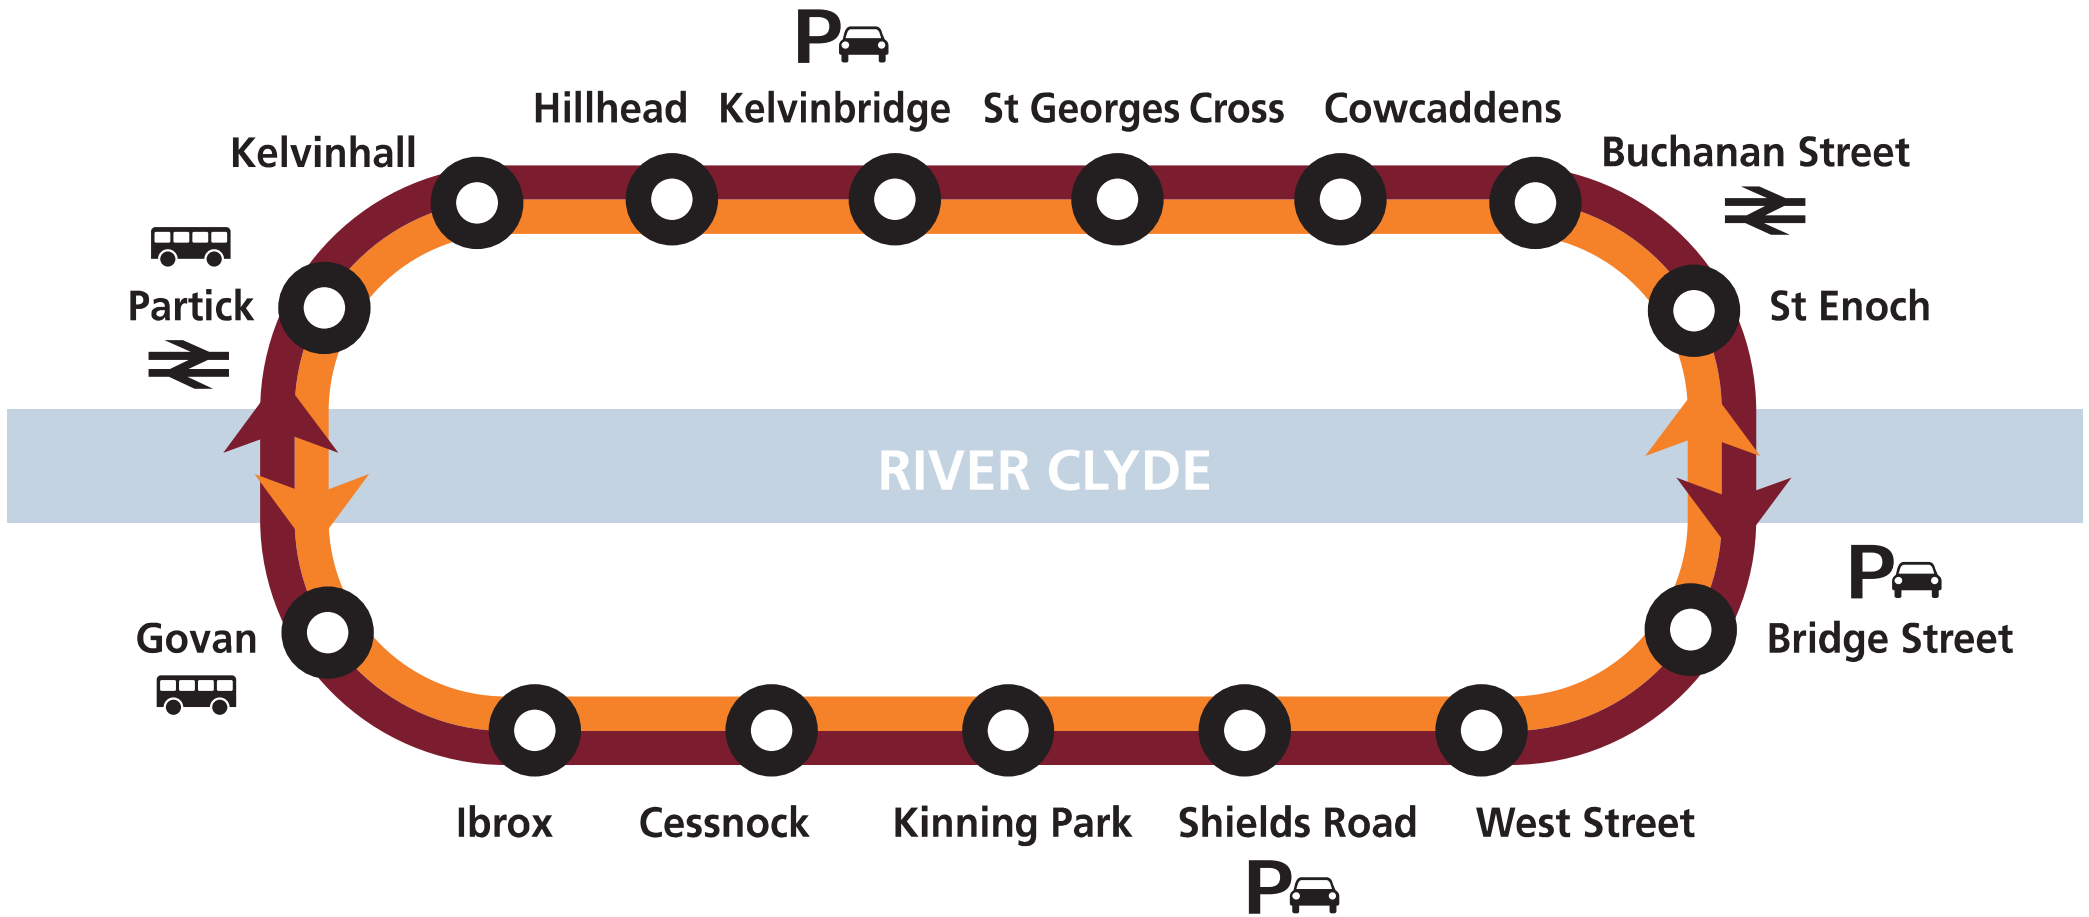 P
Hillhead
Kelvinbridge
St Georges Cross
Cowcaddens
Kelvinhall
Buchanan Street
Partick
St Enoch
RIVER CLYDE
P
Govan
Bridge Street
Ibrox
Cessnock
Kinning Park
Shields Road
West Street
P